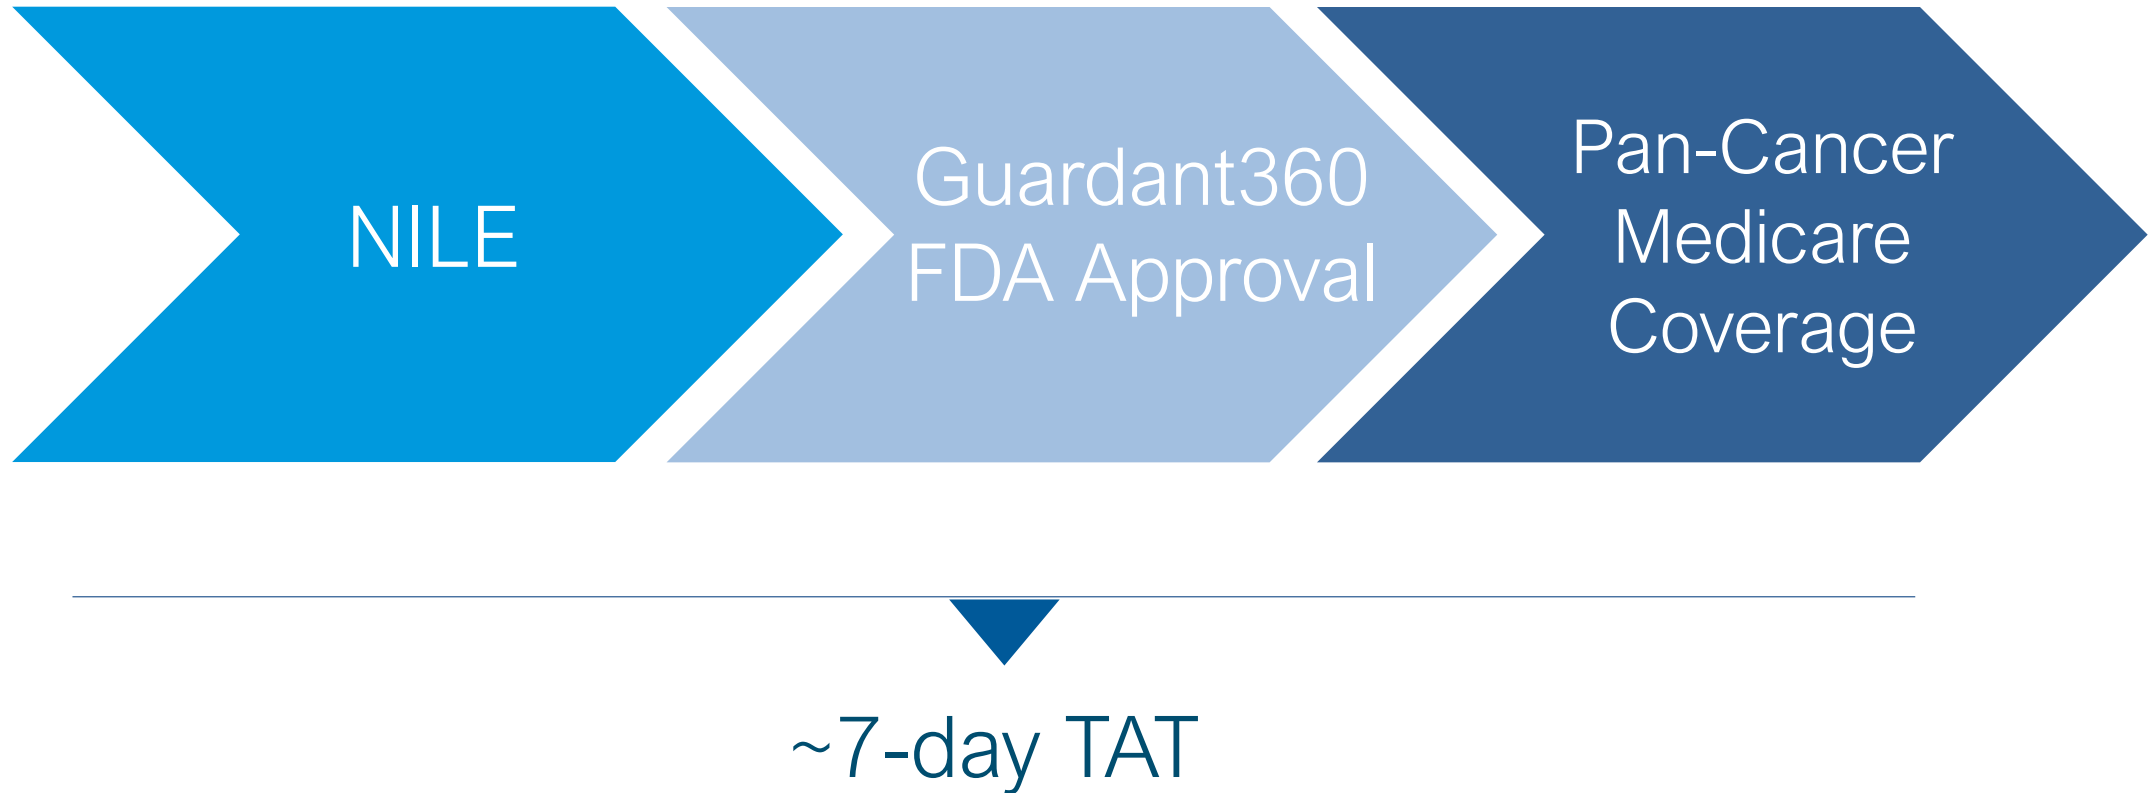 NILE
Guardant360
FDA Approval
Pan-Cancer
Medicare
Coverage
~7-day TAT